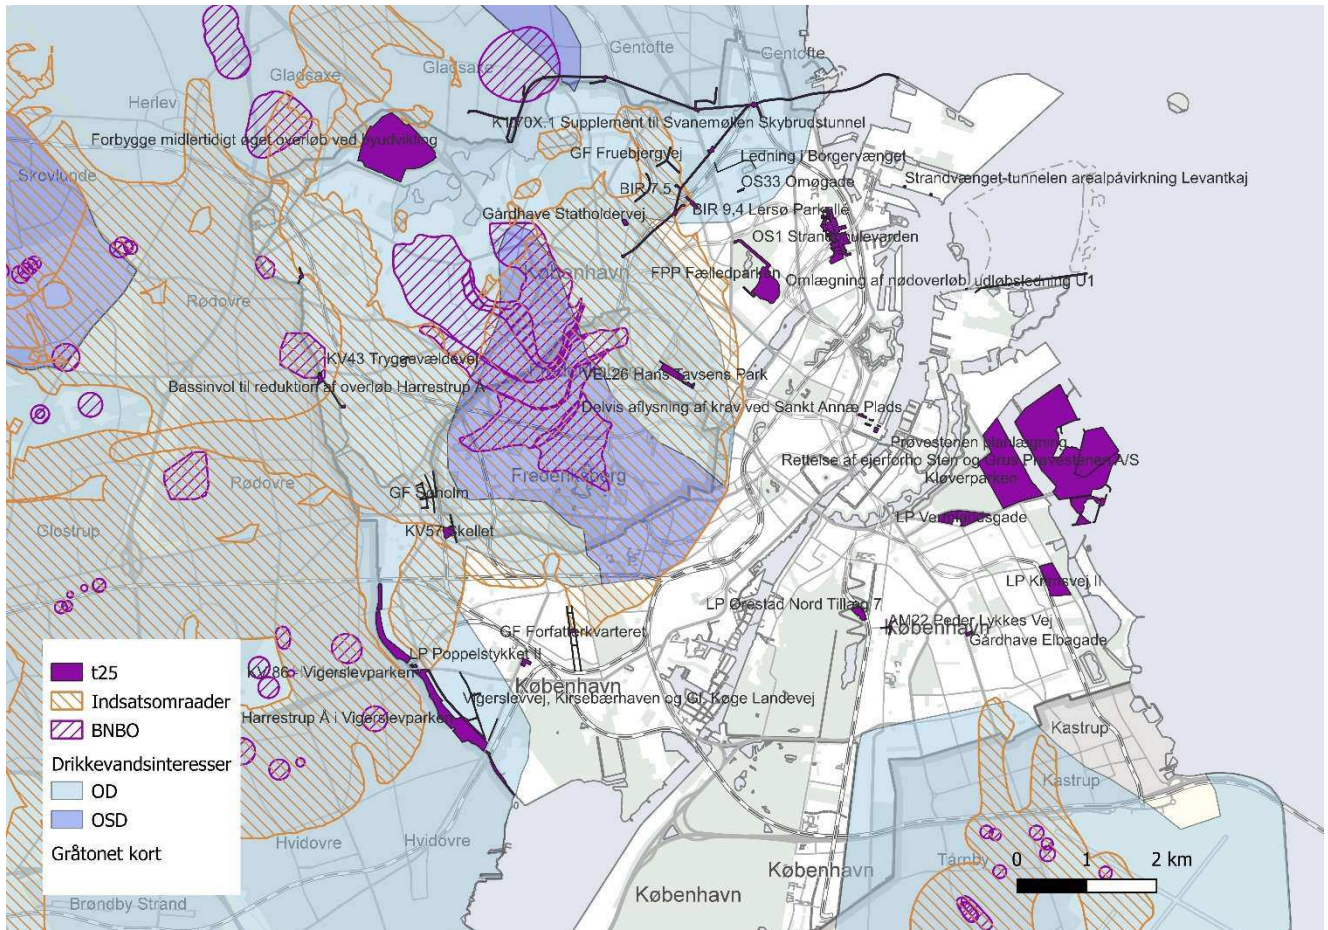 Gentofte
Gentofte
Gladsaxe
Gladsaxe
Herlev
K1/70X-1 Supplement til Svanemøllen Skybrudstunnel
Forbygge midlertidigt øget overløb ved byudvikling
GF Fruebjergvej
Ledning i Borgervænget
Skovlunde
BIR 7.5
OS33 Omøgade
Strandvænget-tunnelen arealpåvirkning Levantkaj
Gårdhave Statholdervej
BIR 9,4 Lersø Parkallé
OS1 Strandboulevarden
København
FPP Fælledparken
Omlægning af nødoverløb, udløbsledning U1
Rødovre
KV43 Tryggevældevej
VEL26 Hans Tavsens Park
Bassinvol til reduktion af overløb Harrestrup Å
Delvis aflysning af krav ved Sankt Annæ Plads
Prøvestenen planlægning
Rettelse af ejerforho Sten og Grus Prøvestenen A/S
Frederiksberg
Kløverparken
Rødovre
GF Søholm
LP Vermlandsgade
Glostrup
KV57 Skellet
LP Krimsvej II
LP Ørestad Nord Tillæg 7
AM22 Peder Lykkes Vej
København
GF Forfatterkvarteret
Gårdhave Elbagade
LP Poppelstykket II
KV86 - Vigerslevparken
København
Vigerslevvej, Kirsebærhaven og Gl. Køge Landevej
Harrestrup Å i Vigerslevparken
Kastrup
Kastrup
Hvidovre
Hvidovre
Tårnby
København
København
Brøndby Strand
t25
Indsatsomraader
BNBO
Drikkevandsinteresser
OD
OSD
Gråtonet kort
0 1 2 km